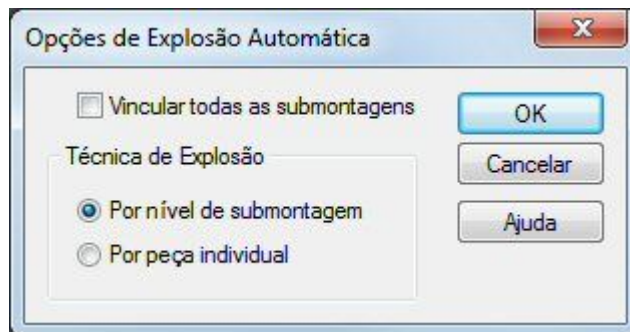 Opções de Explosão Automática
Vincular todas as submontagens
OK
Técnica de Explosão
Cancelar
Por nível de submontagem
Ajuda
Por peça individual